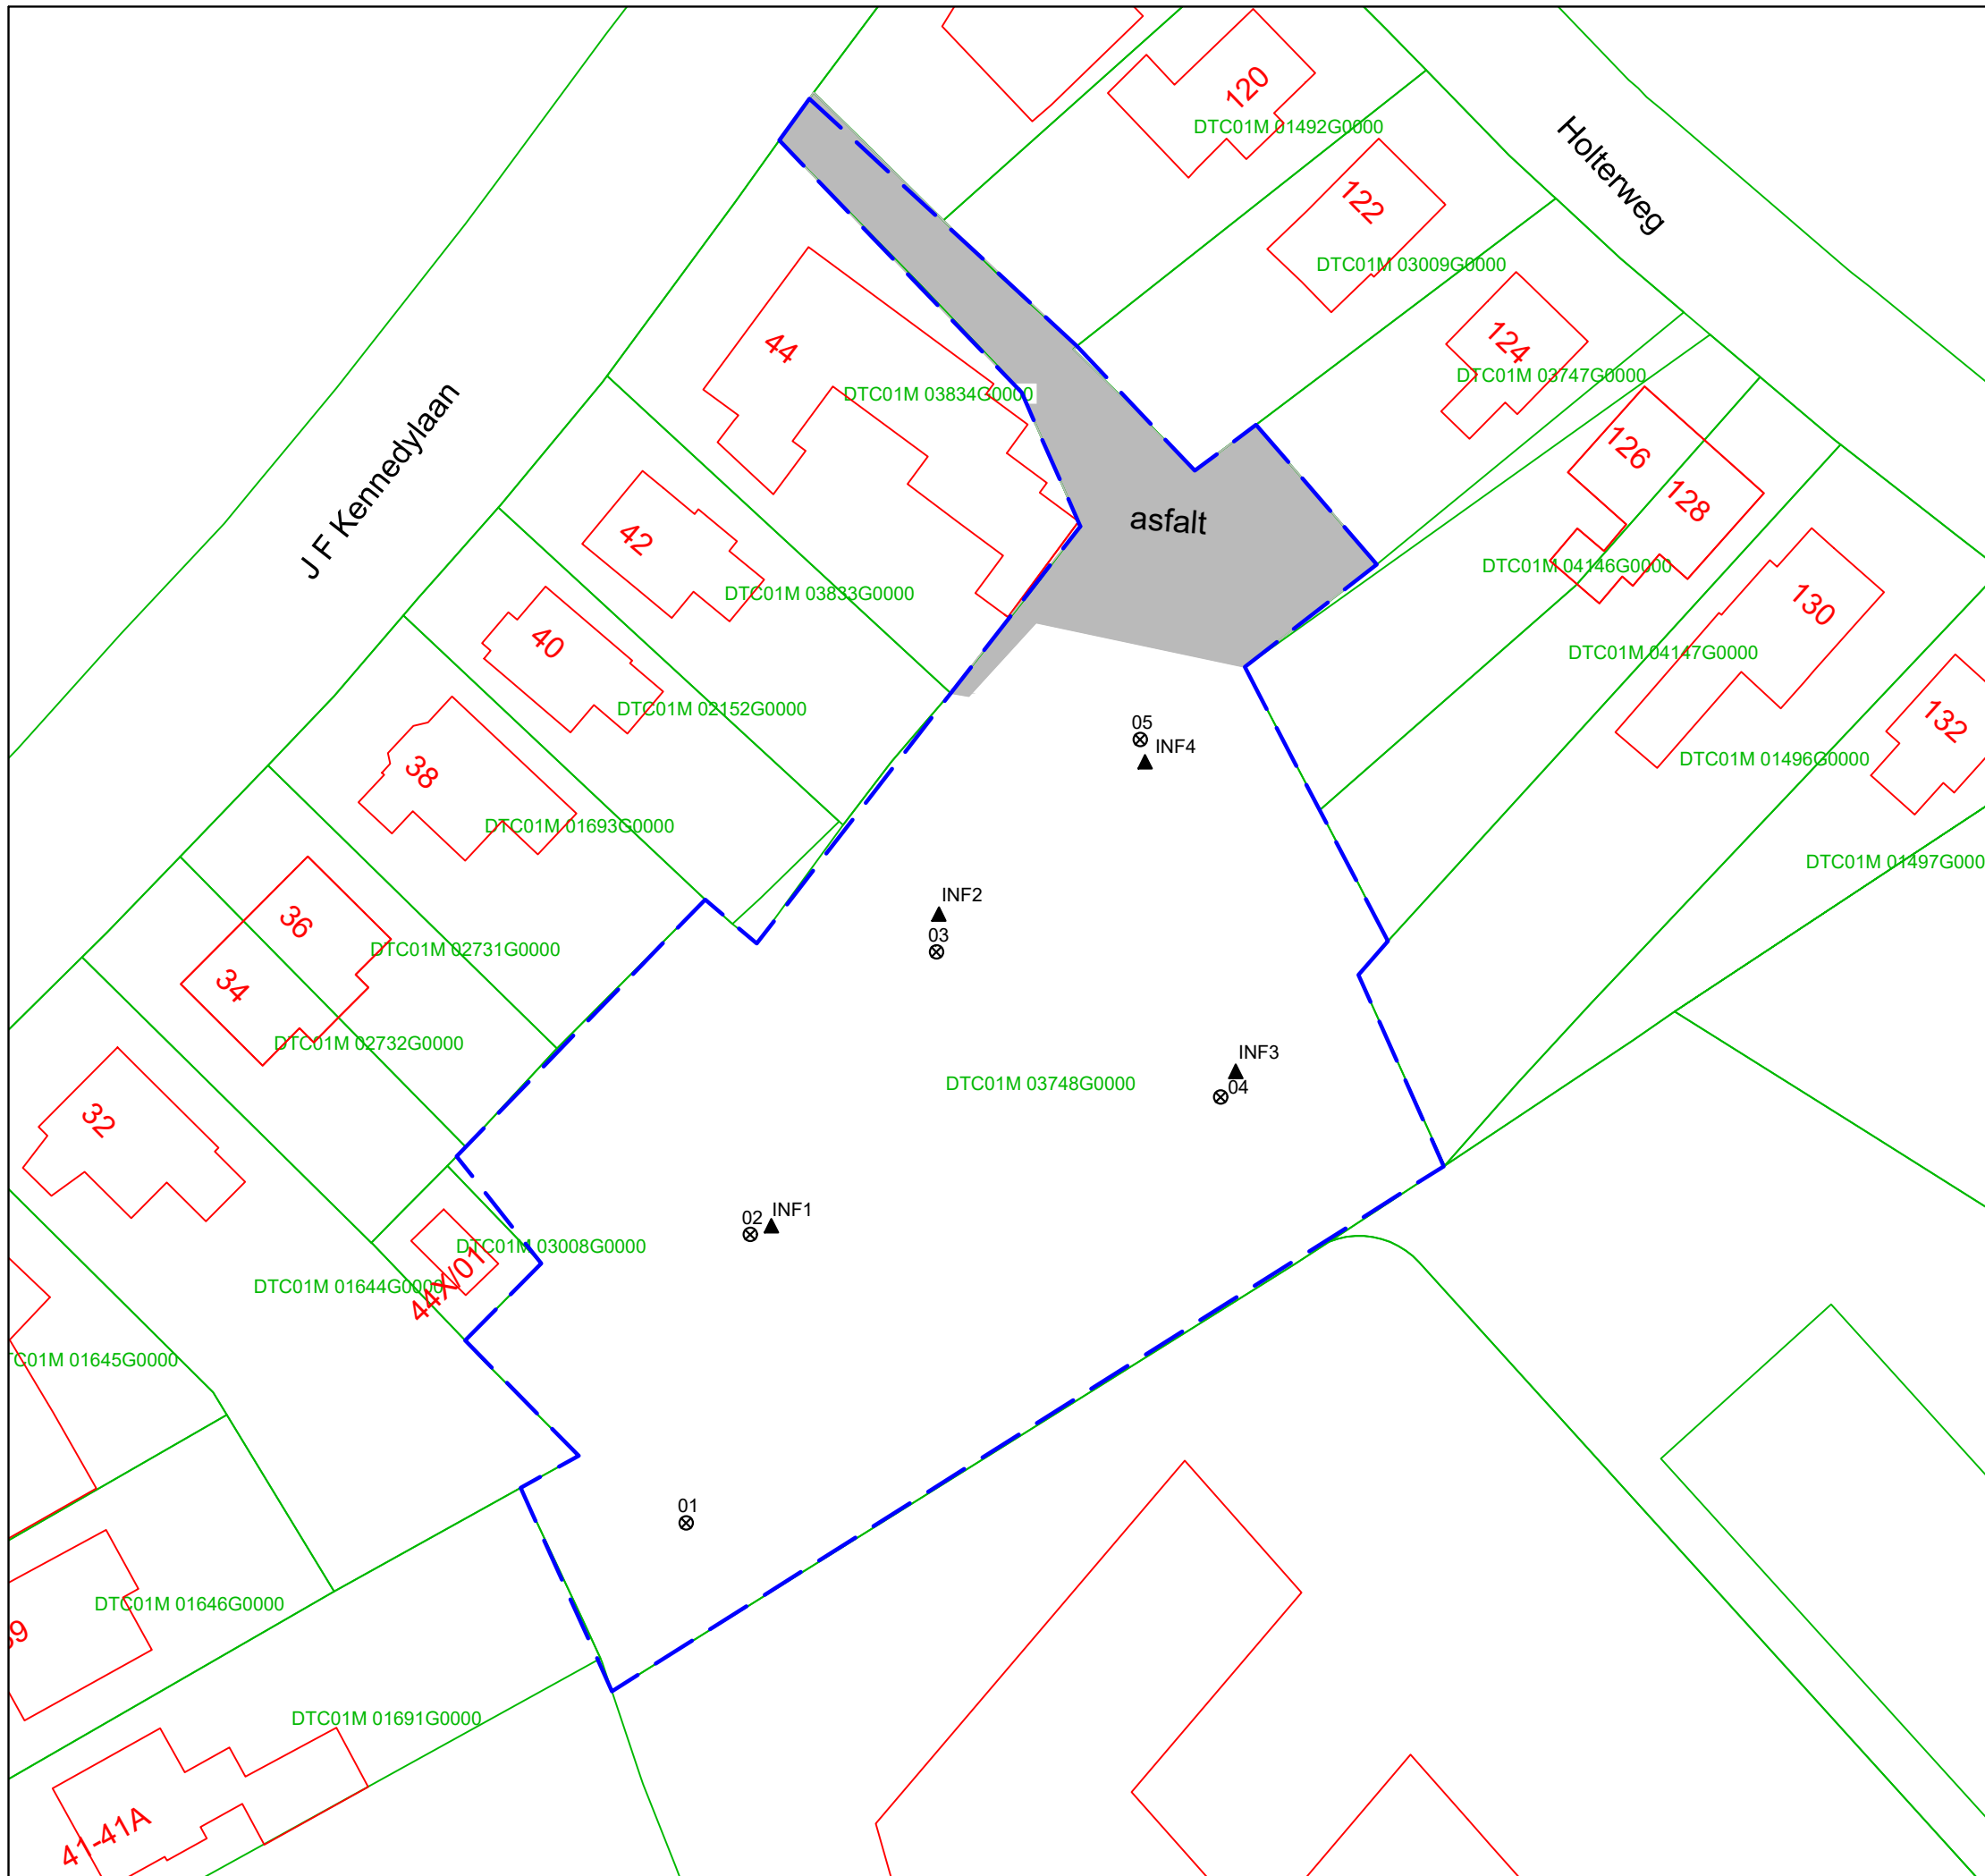 120
DTC01M 01492G0000
Holterweg
122
DTC01M 03009G0000
44
124
DTC01M 03747G0000
DTC01M 03834G0000
J F Kennedylaan
126
128
asfalt
42
DTC01M 04146G0000
DTC01M 03833G0000
130
40
DTC01M 04147G0000
DTC01M 02152G0000
132
05
INF4
DTC01M 01496G0000
38
DTC01M 01693G0000
DTC01M 01497G000
INF2
36
03
DTC01M 02731G0000
34
DTC01M 02732G0000
INF3
DTC01M 03748G0000
04
32
02
INF1
DTC01M 03008G0000
44X/01
DTC01M 01644G0000
TC01M 01645G0000
01
DTC01M 01646G0000
39
DTC01M 01691G0000
41-41A